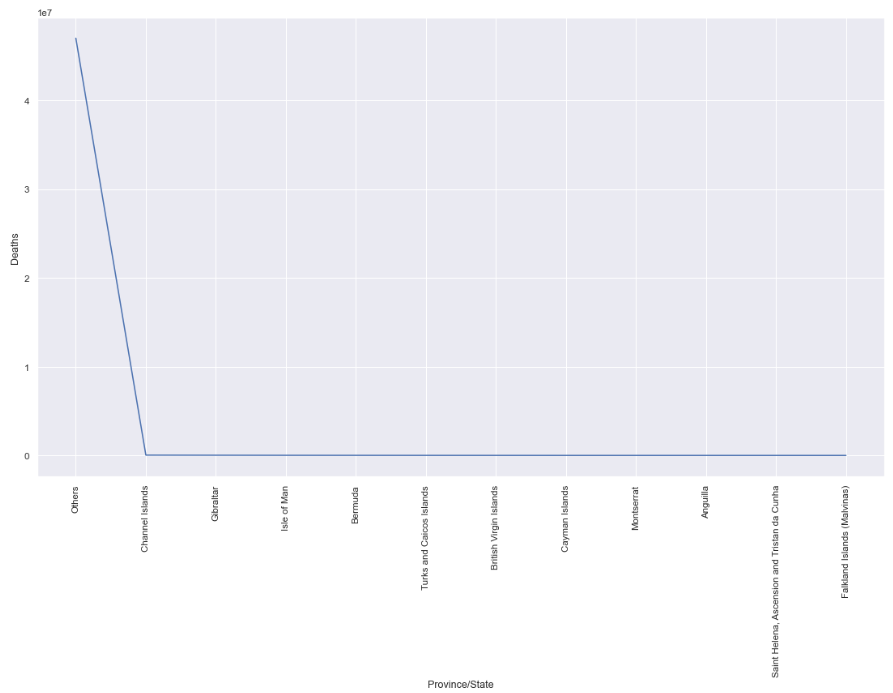 1e7
4
3
2
1
0
Deaths
Others
Channel Islands
Gibraltar
Isle of Man
Bermuda
Turks and Caicos Islands
British Virgin Islands
Cayman Islands
Montserrat
Anguilla
Saint Helena, Ascension and Tristan da Cunha
Falkland Islands (Malvinas)
Province/State